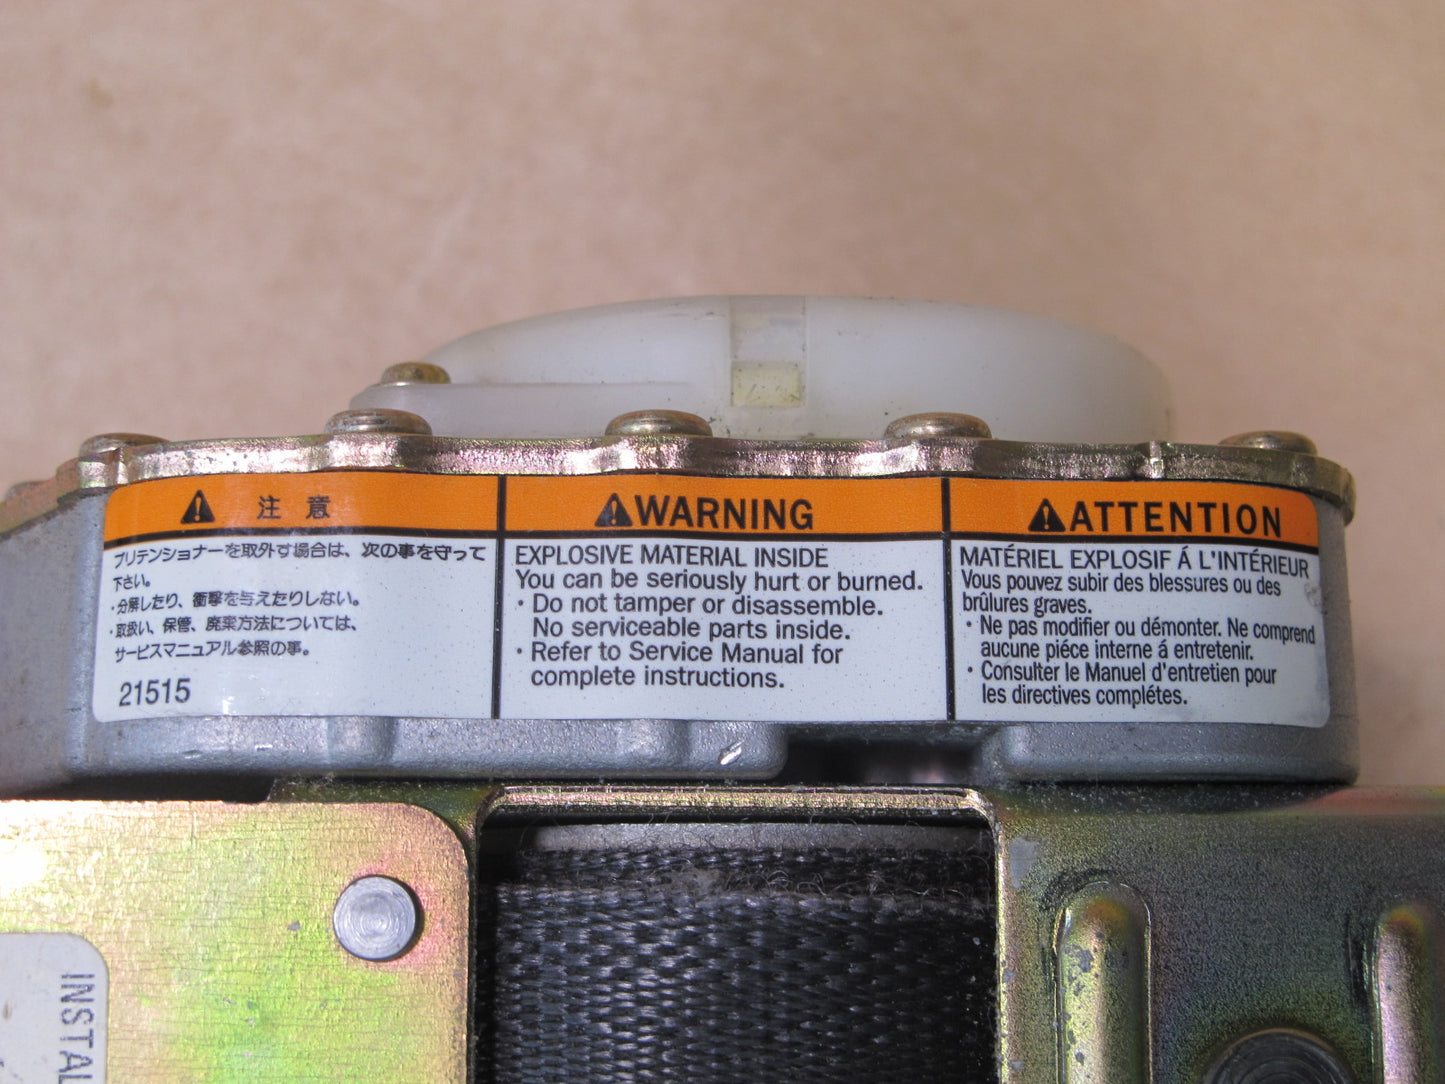 注意
プリテンショナーを取外す場合は、次の事を守って
下さい。
・分解したり、衝撃を与えたりしない。
・取扱い、保管、廃棄方法については、
サービスマニュアル参照の事。
21515
WARNING
EXPLOSIVE MATERIAL INSIDE
You can be seriously hurt or burned.
· Do not tamper or disassemble.
No serviceable parts inside.
· Refer to Service Manual for
complete instructions.
ATTENTION
MATÉRIEL EXPLOSIF Á L'INTÉRIEUR
Vous pouvez subir des blessures ou des
brûlures graves.
· Ne pas modifier ou démonter. Ne comprend
aucune piéce interne á entretenir.
· Consulter le Manuel d'entretien pour
les directives complétes.
INSTAL